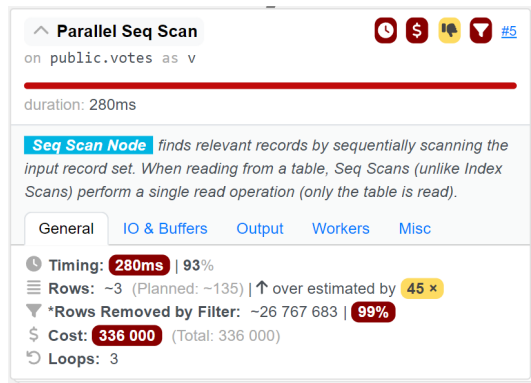 Parallel Seq Scan $ #5
on public.votes as v
duration: 280ms
Seq Scan Node finds relevant records by sequentially scanning the
input record set. When reading from a table, Seq Scans (unlike Index
Scans) perform a single read operation (only the table is read).
General IO & Buffers Output Workers Misc
Timing: 280ms | 93%
Rows: ~3 (Planned: ~135) | ↑ over estimated by 45 ×
*Rows Removed by Filter: ~26 767 683 | 99%
$ Cost: 336 000 (Total: 336 000)
Loops: 3